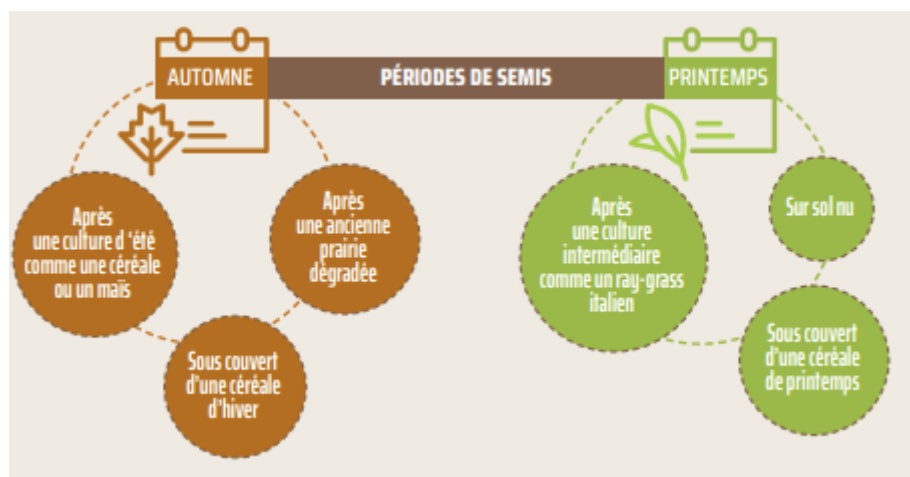 AUTOMNE
PÉRIODES DE SEMIS
PRINTEMPS
Après
une culture d 'été
comme une céréale
ou un maïs
Après
une ancienne
prairie
dégradée
Sous couvert
d'une céréale
d'hiver
Après
une culture
intermédiaire
comme un ray-grass
italien
Sur sol nu
Sous couvert
d'une céréale
de printemps